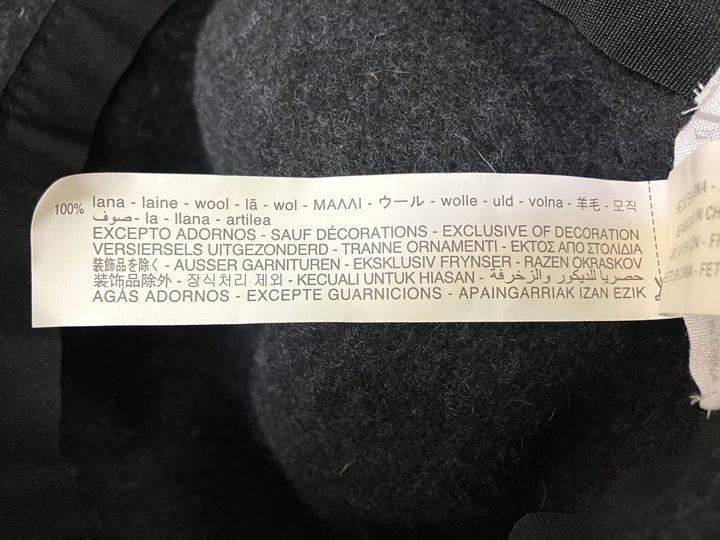 100% lana - laine - wool - lã - wol - ΜΑΛΛΙ - ウール - wolle - uld - volna - 羊毛 - 모직
صوف - la - llana - artilea
EXCEPTO ADORNOS - SAUF DÉCORATIONS - EXCLUSIVE OF DECORATION
VERSIERSELS UITGEZONDERD - TRANNE ORNAMENTI - ΕΚΤΟΣ ΑΠΟ ΣΤΟΛΙΔΙΑ
装飾品を除く - AUSSER GARNITUREN - EKSKLUSIV FRYNSER - RAZEN OKRASKOV
装饰品除外 - 장식처리 제외 - KECUALI UNTUK HIASAN - حصريا للديكور والزخرفة
AGÁS ADORNOS - EXCEPTE GUARNICIONS - APAINGARRIAK IZAN EZIK